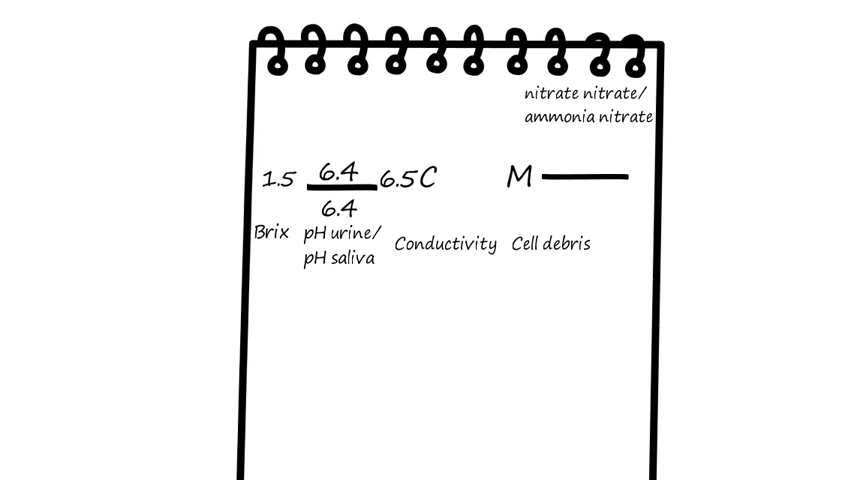 nitrate nitrate/
ammonia nitrate
1.5 6.4 6.5C M
6.4
Brix pH urine/ Conductivity Cell debris
pH saliva